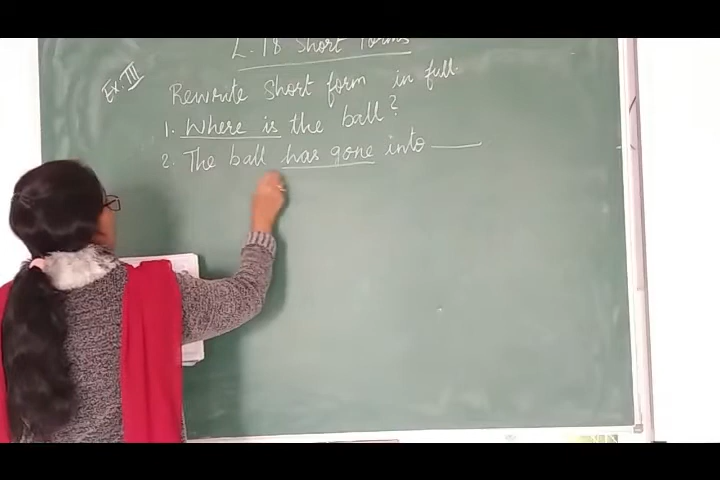 L. 18 Short Forms
Ex. III
Rewrite short form in full.
1. Where is the ball?
2. The ball has gone into ____